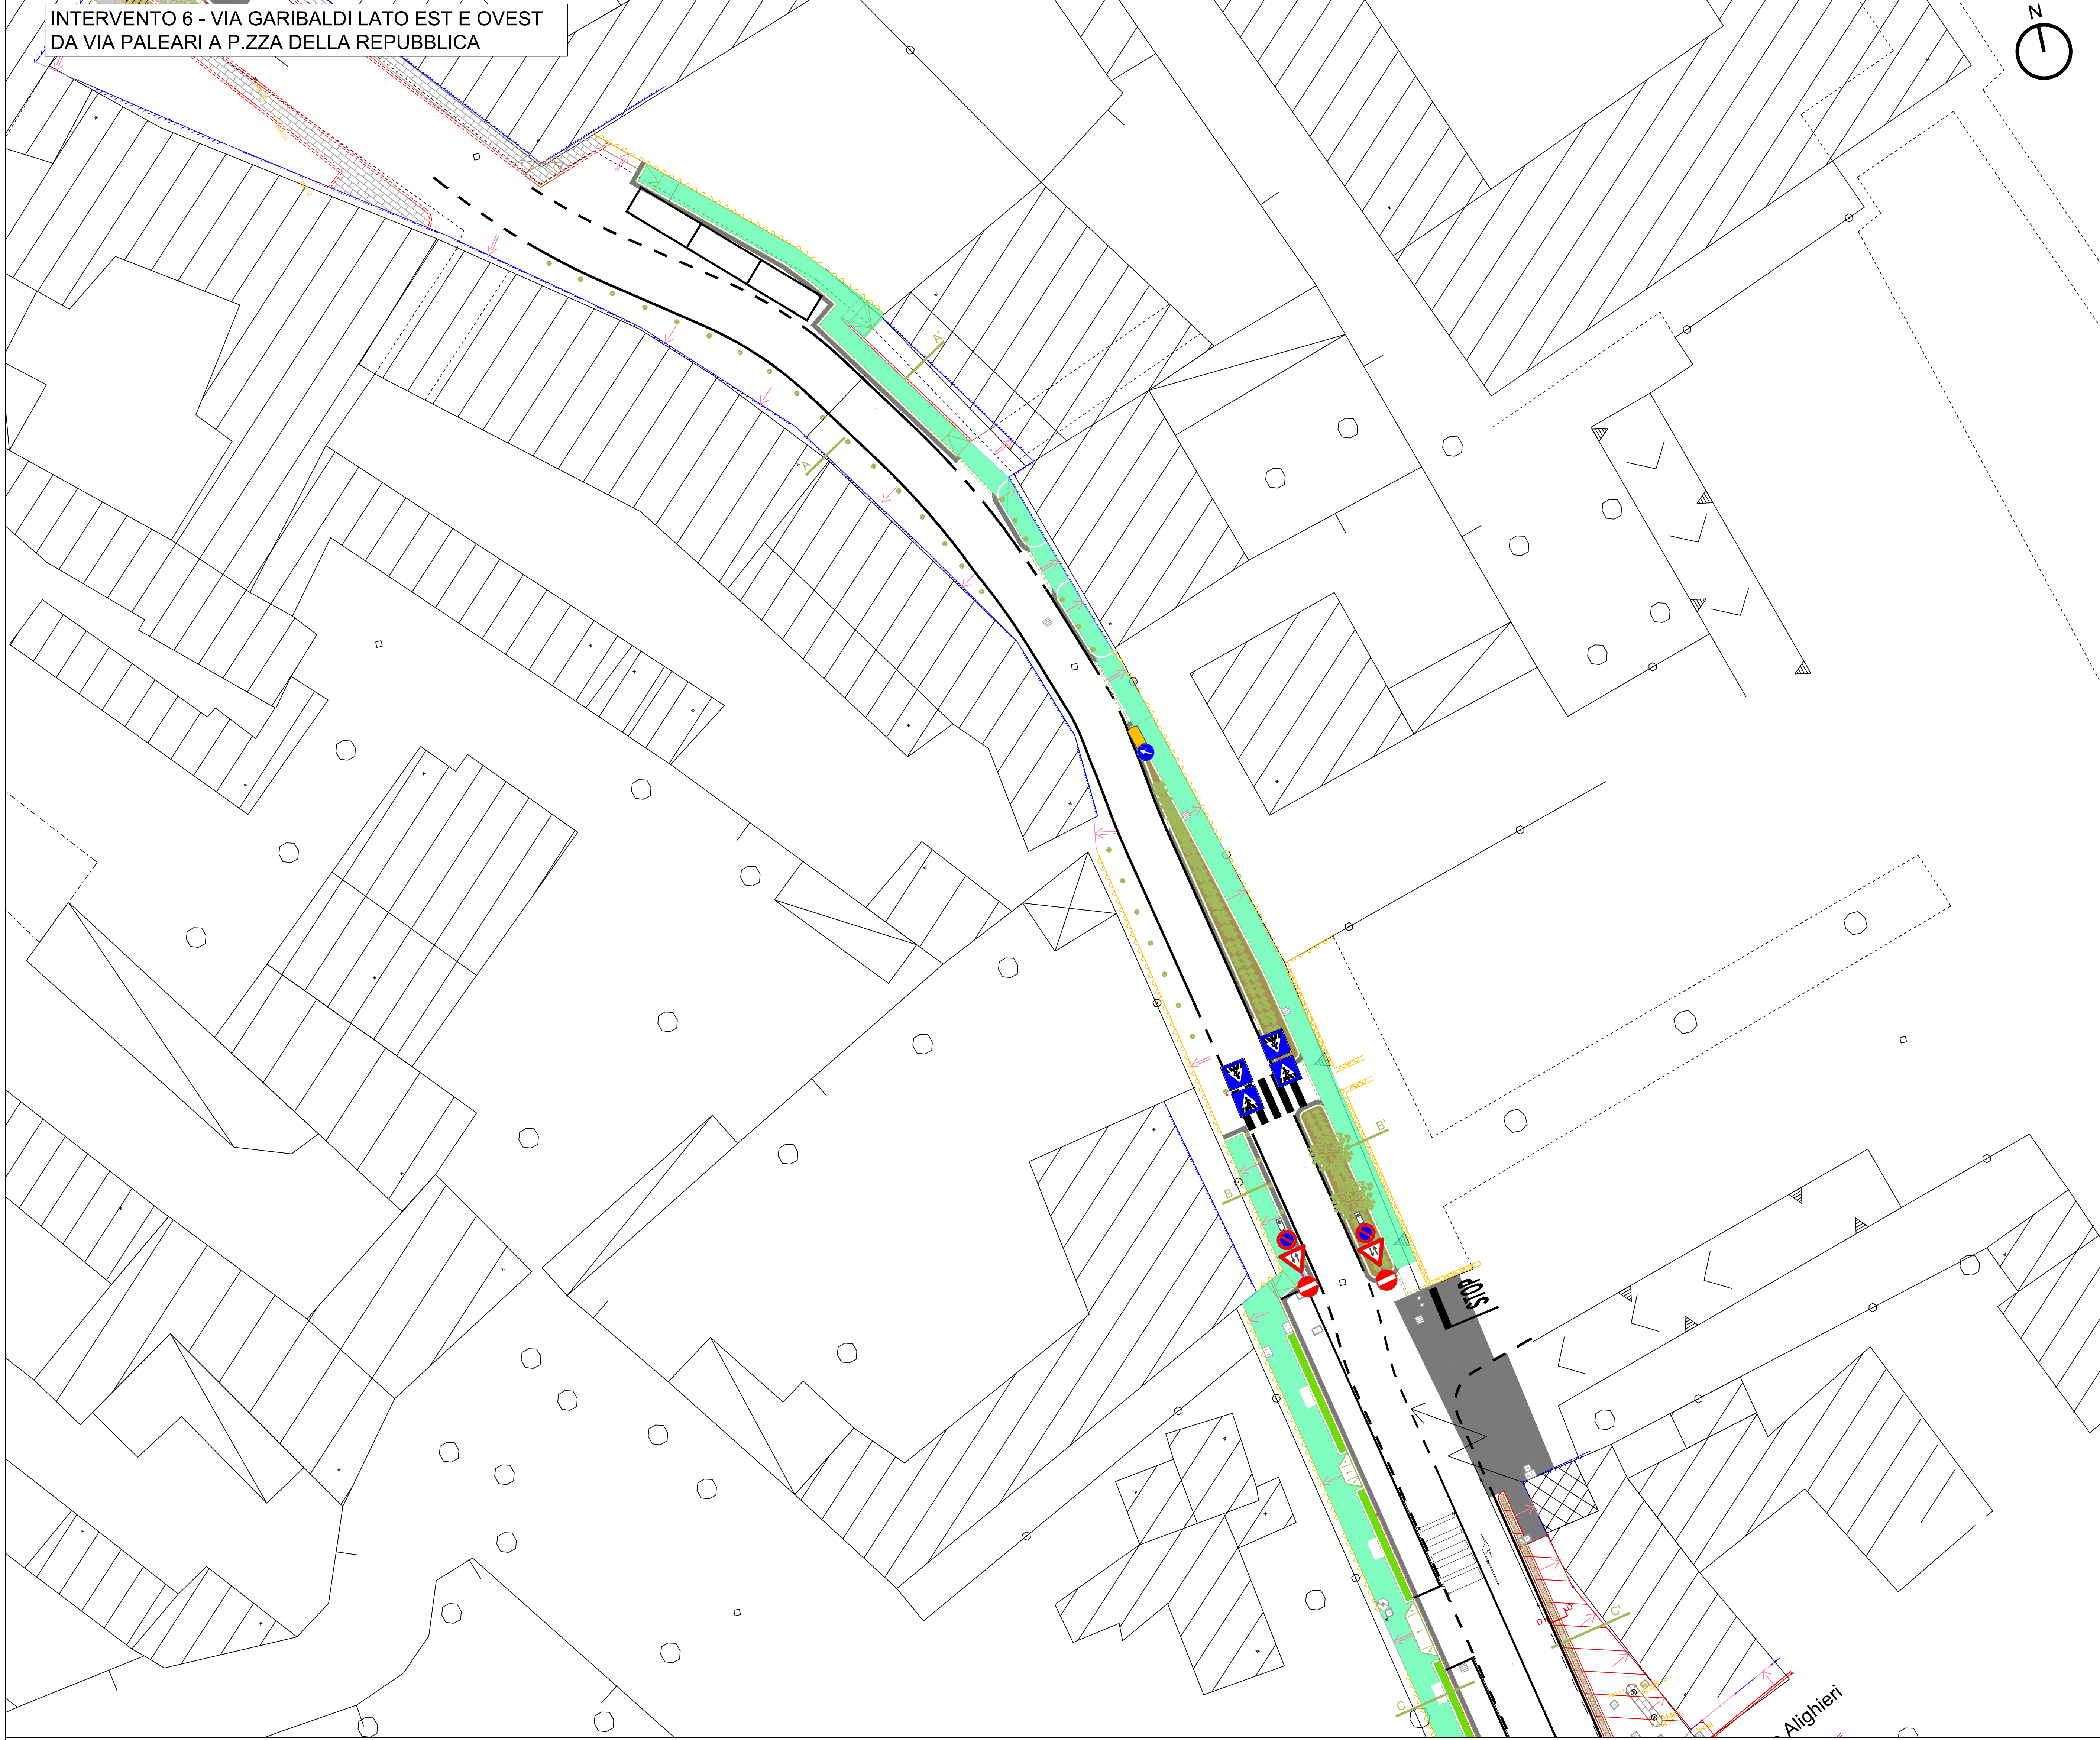 INTERVENTO 6 - VIA GARIBALDI LATO EST E OVEST
DA VIA PALEARI A P.ZZA DELLA REPUBBLICA
N
A'
A
B'
B
STOP
D
C'
C
Alighieri